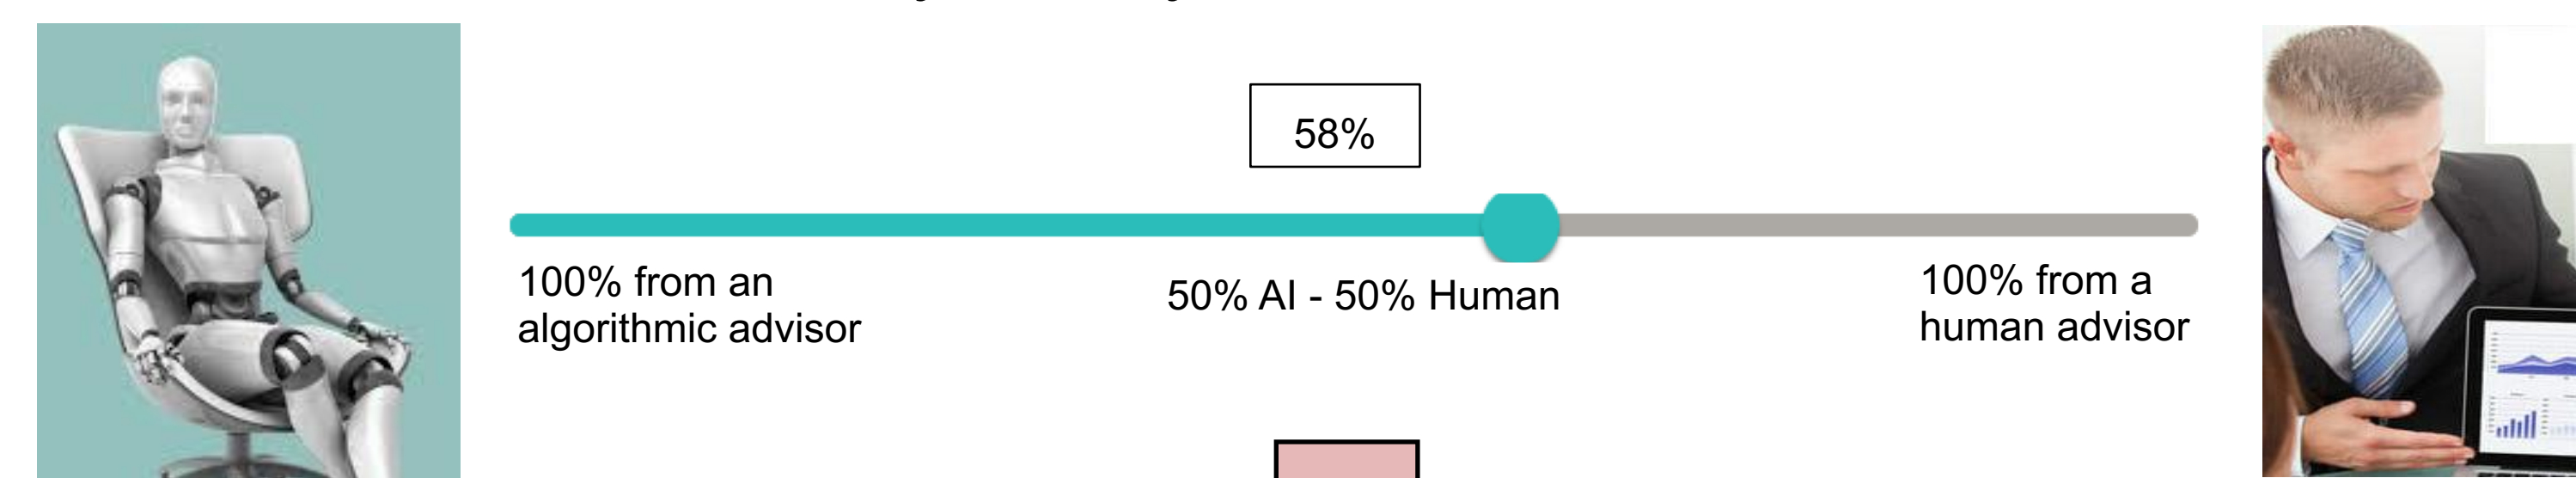 58%
100% from an
algorithmic advisor
50% AI - 50% Human
100% from a
human advisor